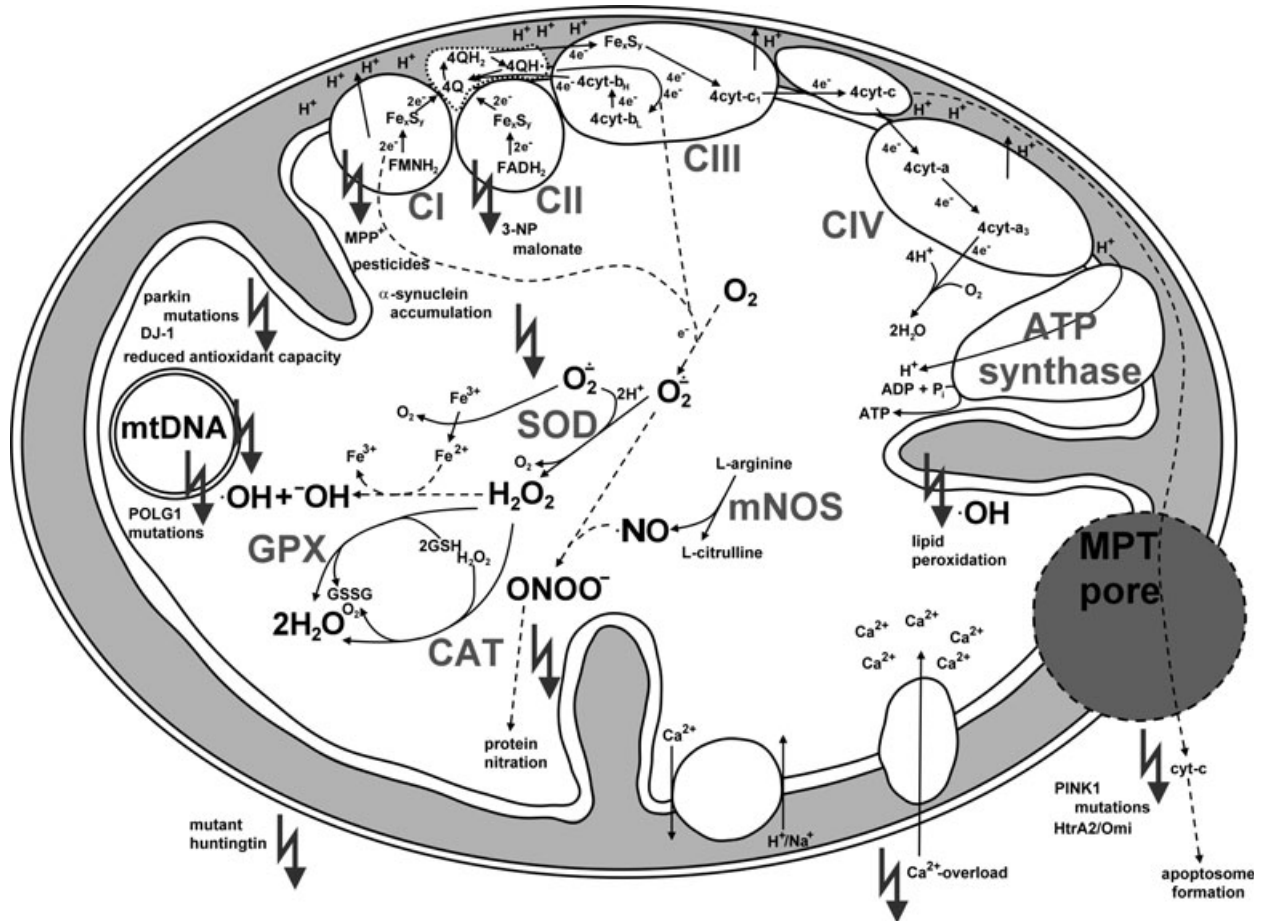 H⁺ H⁺ H⁺
H⁺
H⁺
H⁺
H⁺
H⁺
4QH₂
4QH·
4Q
4e⁻
FeₓSᵧ
4e⁻
4e⁻
4e⁻
4cyt-b_H
4e⁻
4cyt-b_L
4cyt-c₁
H⁺
4e⁻
4cyt-c
CIII
2e⁻
FeₓSᵧ
2e⁻
FMNH₂
CI
2e⁻
FeₓSᵧ
2e⁻
FADH₂
CII
H⁺
H⁺
H⁺
4e⁻
4cyt-a
H⁺
4e⁻
4cyt-a₃
4e⁻
CIV
4H⁺
O₂
2H₂O
H⁺
ATP
synthase
H⁺
ADP + Pᵢ
ATP
MPP⁺
pesticides
3-NP
malonate
α-synuclein
accumulation
parkin
mutations
DJ-1
reduced antioxidant capacity
mtDNA
POLG1
mutations
O₂
e⁻
O₂∸
O₂∸
2H⁺
SOD
O₂
Fe³⁺
O₂
Fe³⁺
Fe²⁺
·OH + ⁻OH
H₂O₂
GPX
2GSH
H₂O₂
GSSG
O₂
2H₂O
CAT
L-arginine
mNOS
·NO
L-citrulline
ONOO⁻
protein
nitration
·OH
lipid
peroxidation
MPT
pore
Ca²⁺ Ca²⁺ Ca²⁺
Ca²⁺ Ca²⁺
Ca²⁺
H⁺/Na⁺
Ca²⁺-overload
mutant
huntingtin
PINK1
mutations
HtrA2/Omi
cyt-c
apoptosome
formation